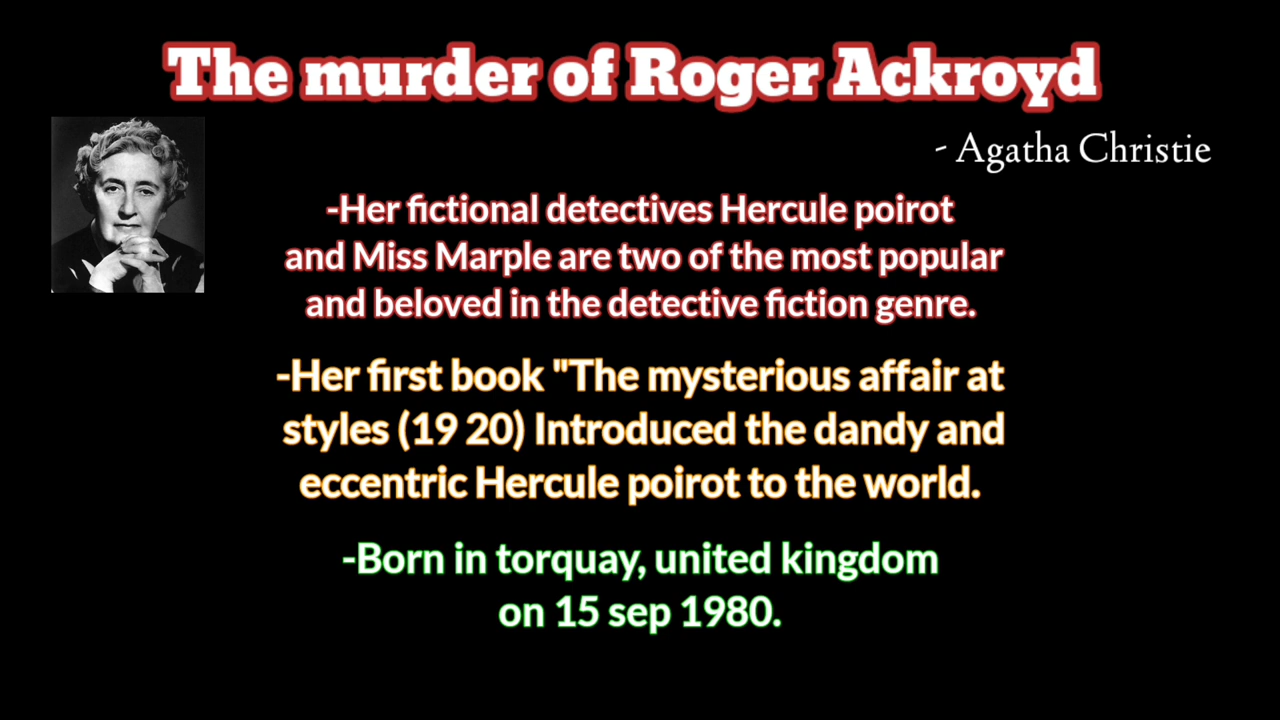 The murder of Roger Ackroyd
- Agatha Christie
-Her fictional detectives Hercule poirot
and Miss Marple are two of the most popular
and beloved in the detective fiction genre.
-Her first book "The mysterious affair at
styles (19 20) Introduced the dandy and
eccentric Hercule poirot to the world.
-Born in torquay, united kingdom
on 15 sep 1980.